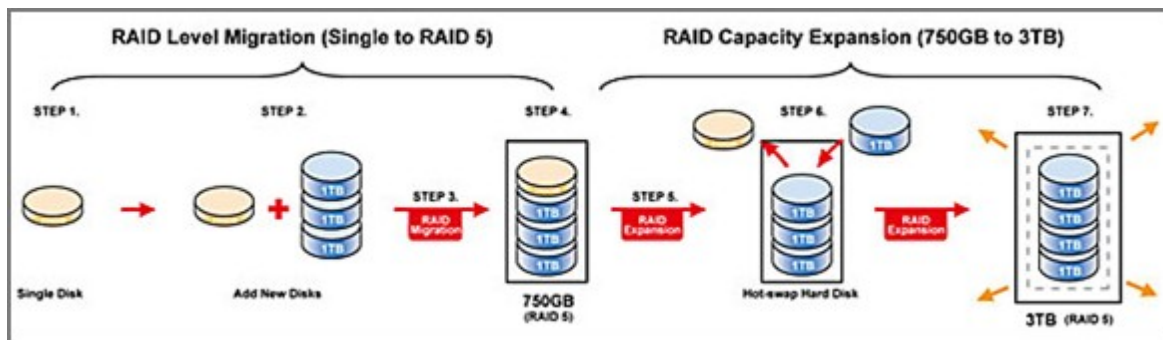 RAID Level Migration (Single to RAID 5)
RAID Capacity Expansion (750GB to 3TB)
STEP 1.
STEP 2.
STEP 4.
STEP 6.
STEP 7.
1TB
1TB
1TB
1TB
STEP 3.
RAID
Migration
1TB
1TB
1TB
STEP 5.
RAID
Expansion
1TB
1TB
1TB
RAID
Expansion
1TB
1TB
1TB
1TB
Single Disk
Add New Disks
750GB
(RAID 5)
Hot-swap Hard Disk
3TB (RAID 5)